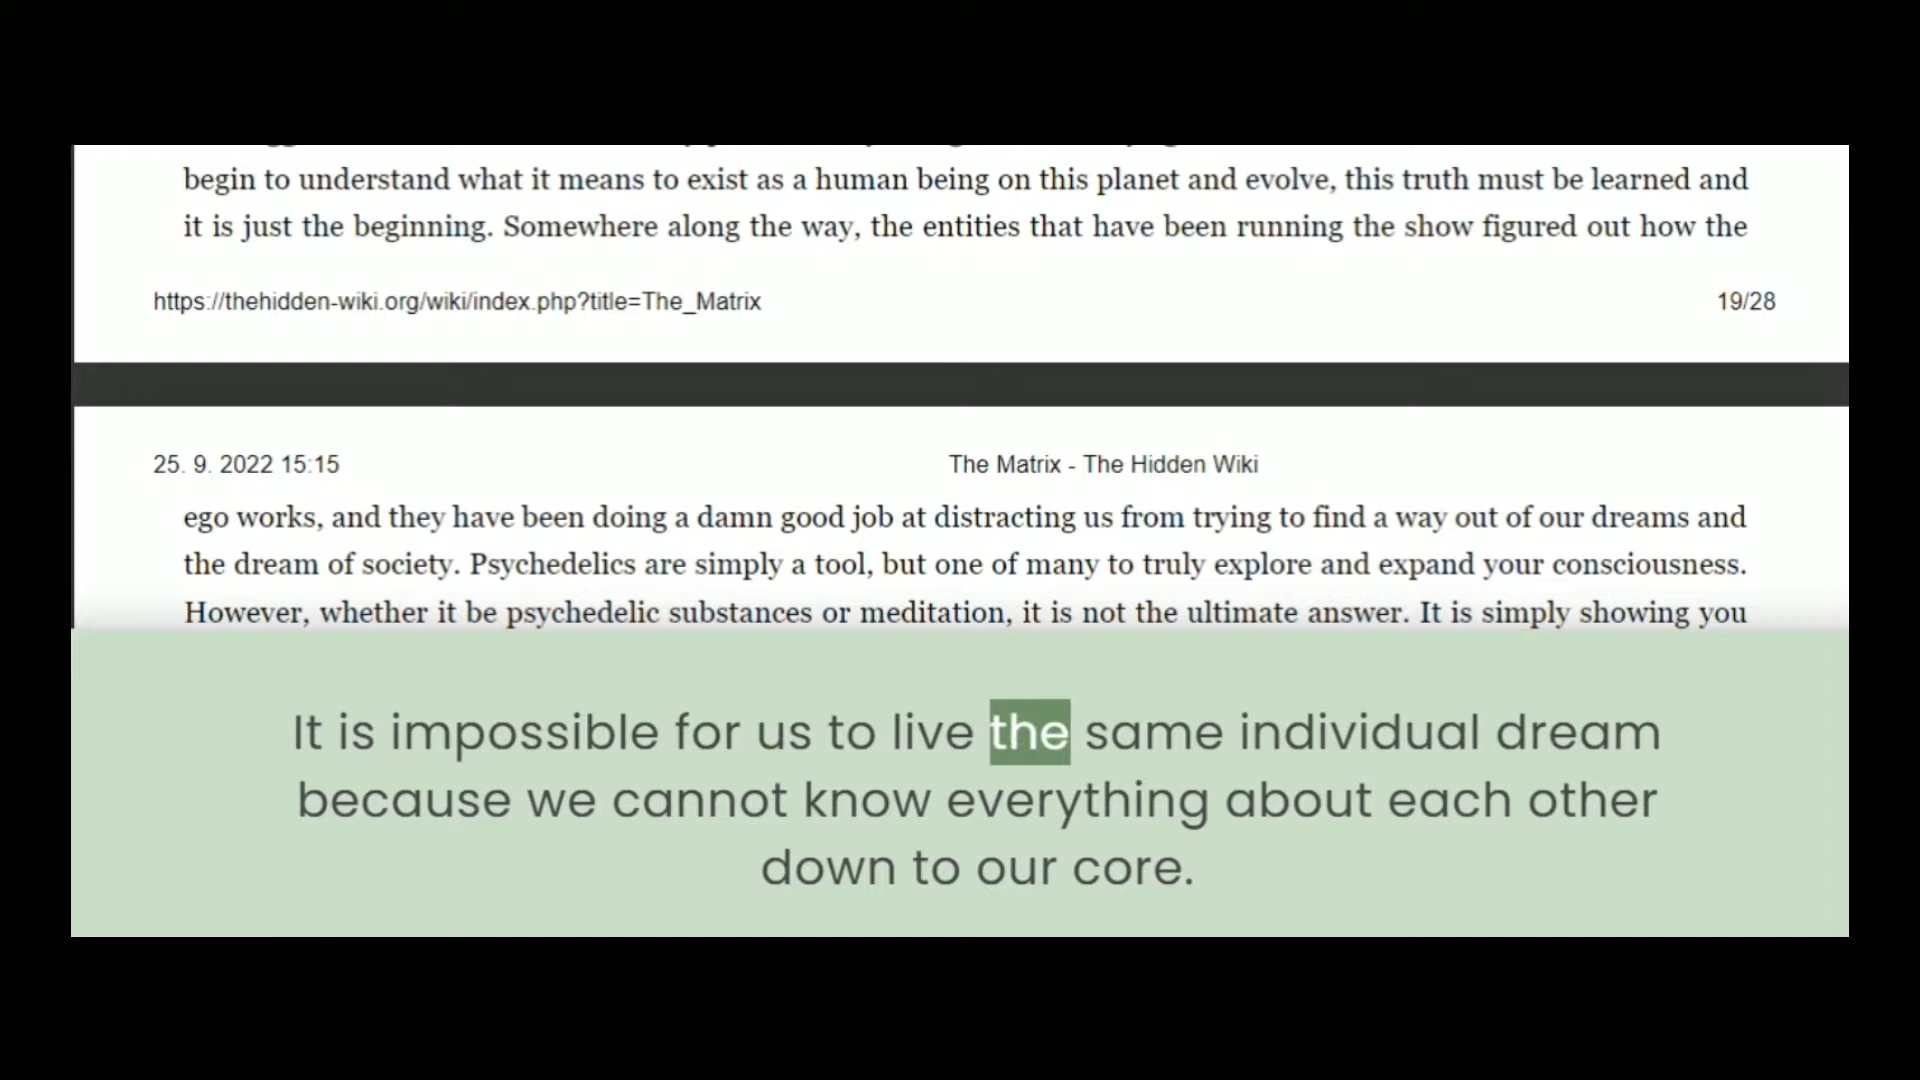 begin to understand what it means to exist as a human being on this planet and evolve, this truth must be learned and
it is just the beginning. Somewhere along the way, the entities that have been running the show figured out how the
https://thehidden-wiki.org/wiki/index.php?title=The_Matrix 19/28
25. 9. 2022 15:15 The Matrix - The Hidden Wiki
ego works, and they have been doing a damn good job at distracting us from trying to find a way out of our dreams and
the dream of society. Psychedelics are simply a tool, but one of many to truly explore and expand your consciousness.
However, whether it be psychedelic substances or meditation, it is not the ultimate answer. It is simply showing you
It is impossible for us to live the same individual dream
because we cannot know everything about each other
down to our core.